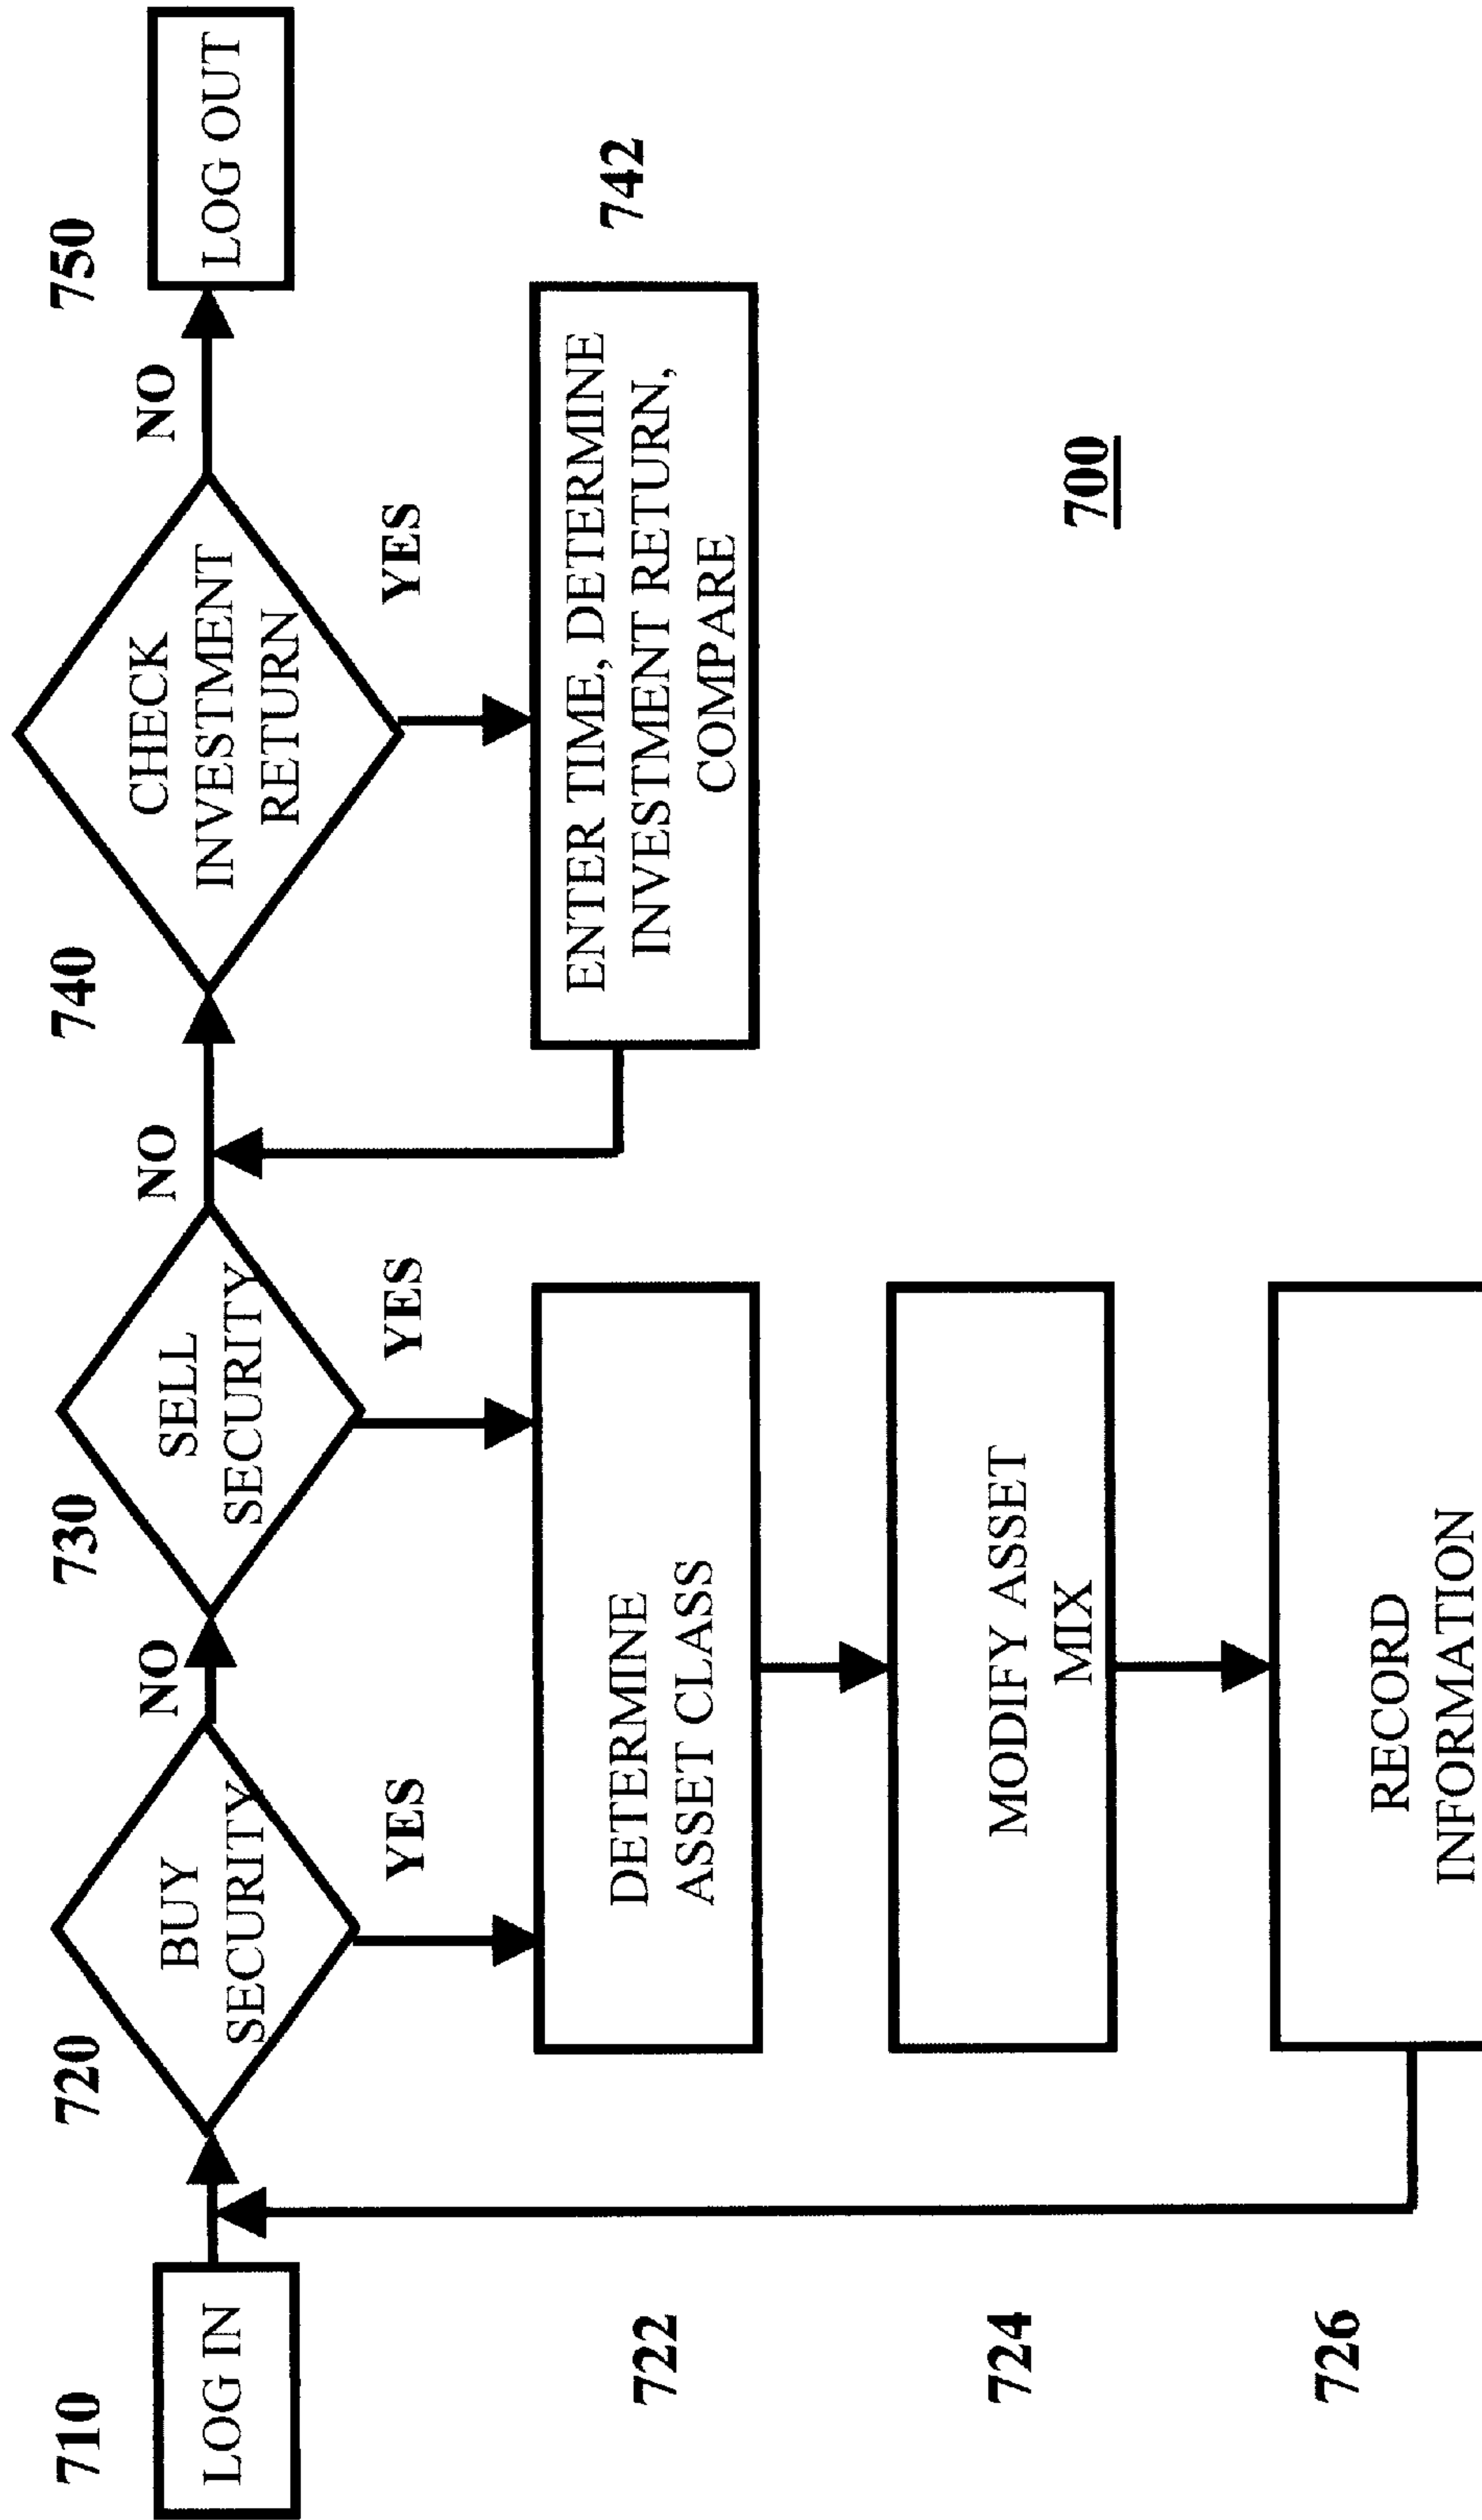 710
LOG IN
720
BUY
SECURITY
NO
YES
730
SELL
SECURITY
NO
YES
740
CHECK
INVESTMENT
RETURN
NO
YES
750
LOG OUT
722
DETERMINE
ASSET CLASS
742
ENTER TIME, DETERMINE
INVESTMENT RETURN,
COMPARE
724
MODIFY ASSET
MIX
700
726
RECORD
INFORMATION